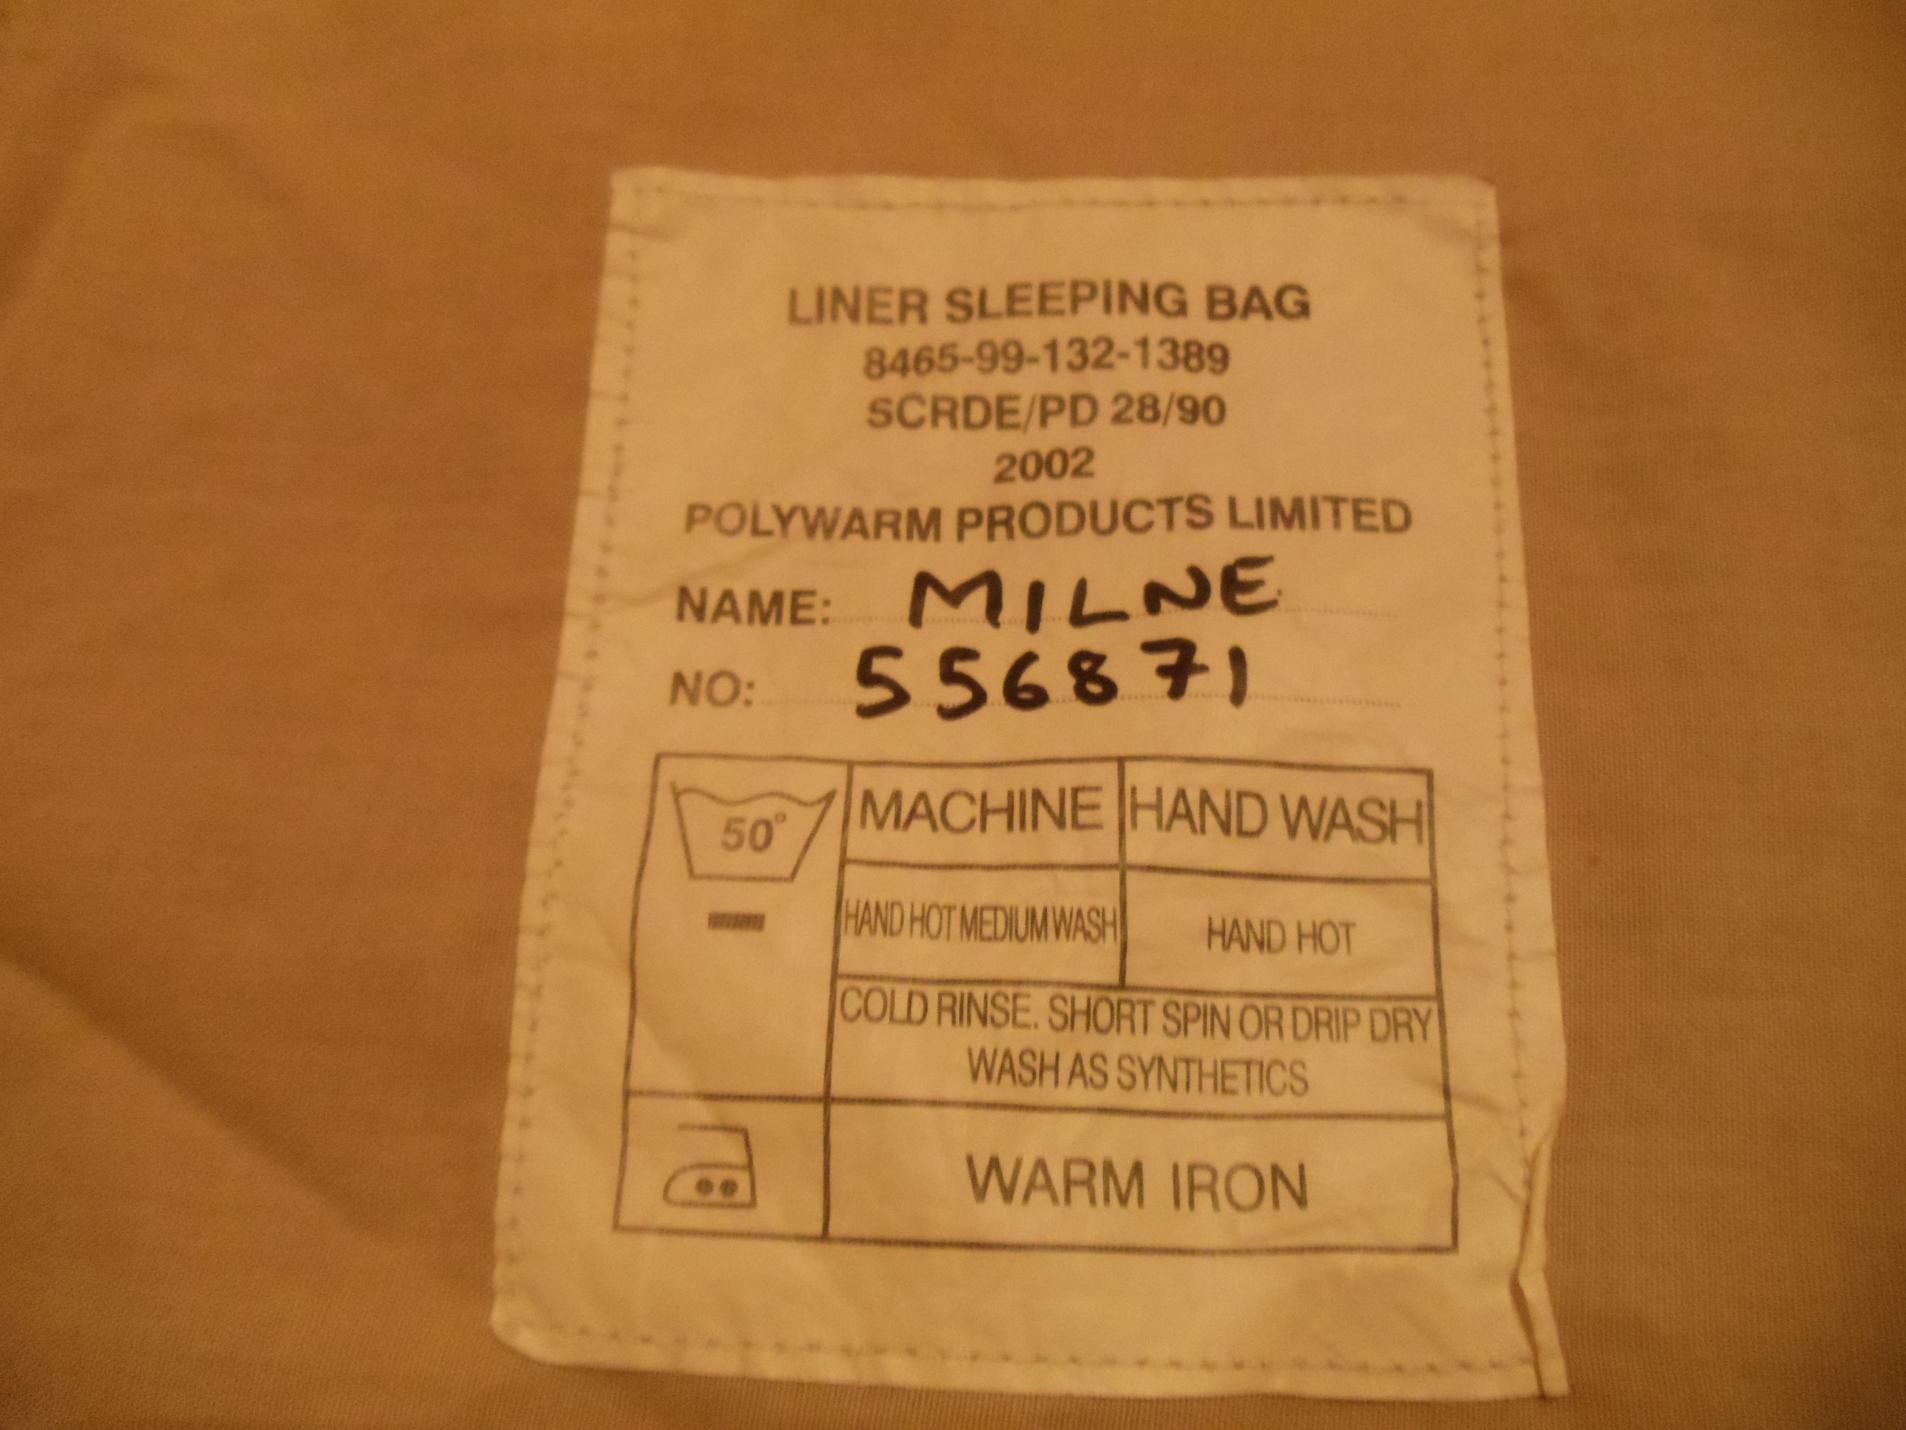 LINER SLEEPING BAG
8465-99-132-1389
SCRDE/PD 28/90
2002
POLYWARM PRODUCTS LIMITED
NAME: MILNE
NO: 556871
50° MACHINE HAND WASH
HAND HOT MEDIUM WASH HAND HOT
COLD RINSE. SHORT SPIN OR DRIP DRY
WASH AS SYNTHETICS
WARM IRON